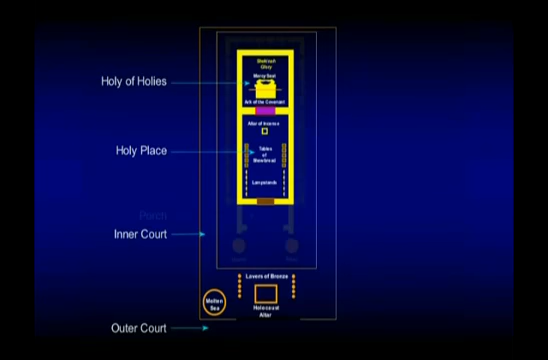 Shekinah
Glory
Mercy Seat
Holy of Holies
Ark of the Covenant
Altar of Incense
Holy Place
Tables
of
Showbread
Lampstands
Porch
Inner Court
Lavers of Bronze
Molten
Sea
Holocaust
Altar
Outer Court